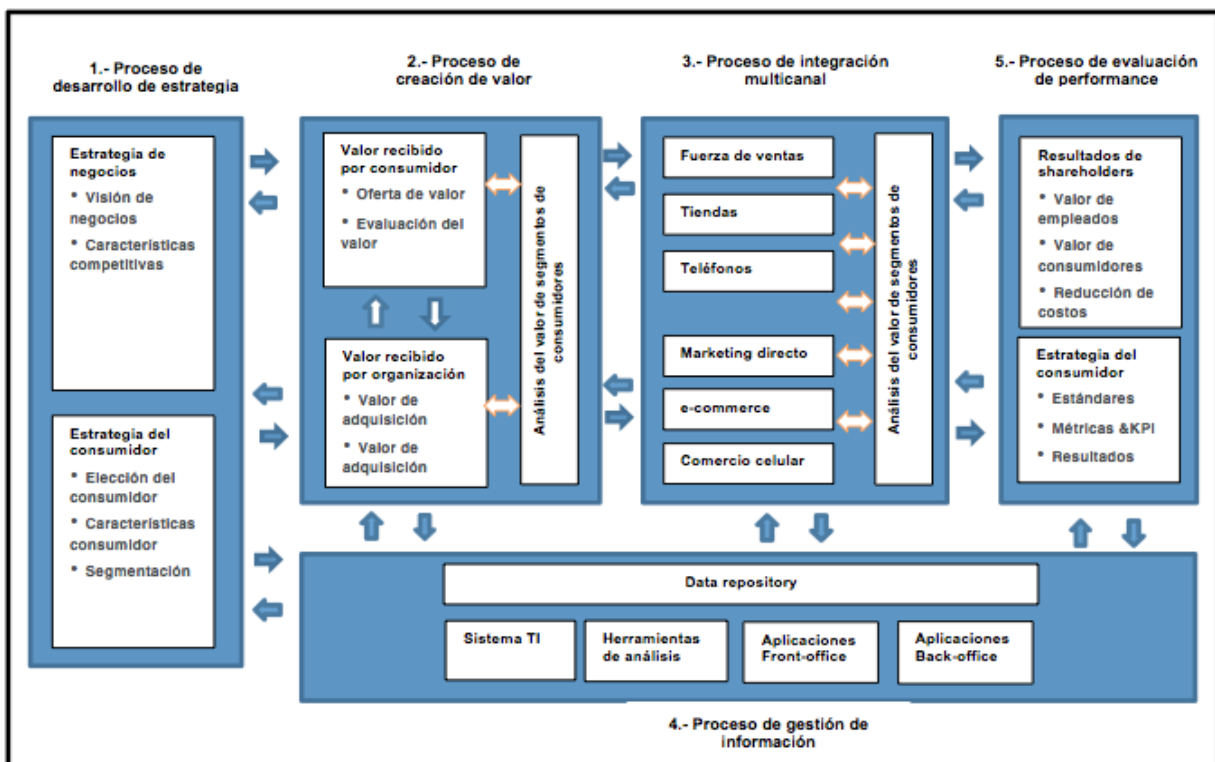 1.- Proceso de
desarrollo de estrategia
Estrategia de
negocios
• Visión de
negocios
• Características
competitivas
Estrategia del
consumidor
• Elección del
consumidor
• Características
consumidor
• Segmentación
2.- Proceso de
creación de valor
Valor recibido
por consumidor
• Oferta de valor
• Evaluación del
valor
Valor recibido
por organización
• Valor de
adquisición
• Valor de
adquisición
Análisis del valor de segmentos de
consumidores
3.- Proceso de integración
multicanal
Fuerza de ventas
Tiendas
Teléfonos
Marketing directo
e-commerce
Comercio celular
Análisis del valor de segmentos de
consumidores
5.- Proceso de evaluación
de performance
Resultados de
shareholders
• Valor de
empleados
• Valor de
consumidores
• Reducción de
costos
Estrategia del
consumidor
• Estándares
• Métricas &KPI
• Resultados
Data repository
Sistema TI
Herramientas
de análisis
Aplicaciones
Front-office
Aplicaciones
Back-office
4.- Proceso de gestión de
información